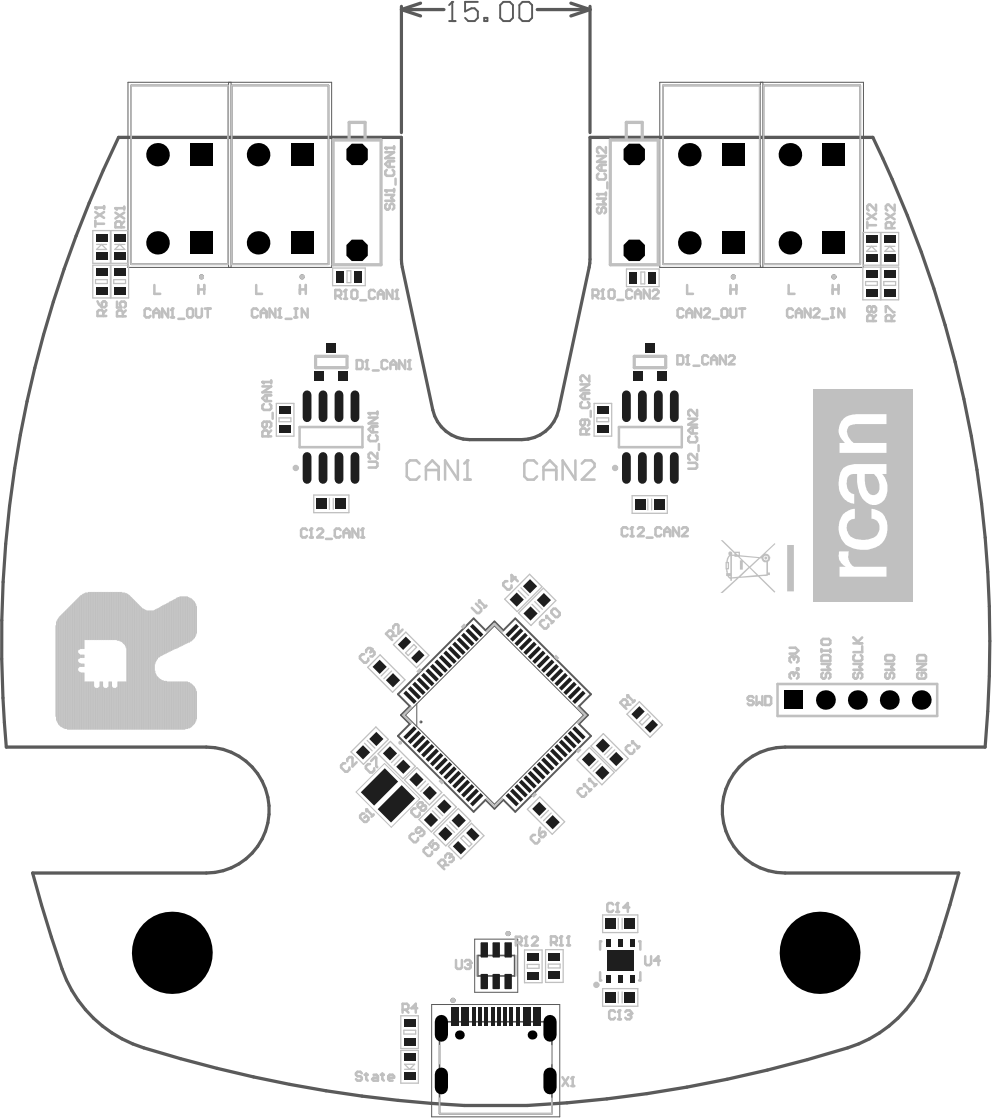 15.00
SW1_CAN1
SW1_CAN2
TX1
RX1
TX2
RX2
L H L H
R10_CAN1
R10_CAN2
L H L H
R6
R5
CAN1_OUT
CAN1_IN
CAN2_OUT
CAN2_IN
R8
R7
D1_CAN1
D1_CAN2
R9_CAN1
U2_CAN1
R9_CAN2
U2_CAN2
CAN1
CAN2
rcan
C12_CAN1
C12_CAN2
C4
U1
C10
R2
C3
3.3V
SWDIO
SWCLK
SWO
GND
SWD
R1
C1
C2
C7
C11
G1
C8
C9
C5
R3
C6
C14
R12
R11
U3
U4
R4
C13
State
X1